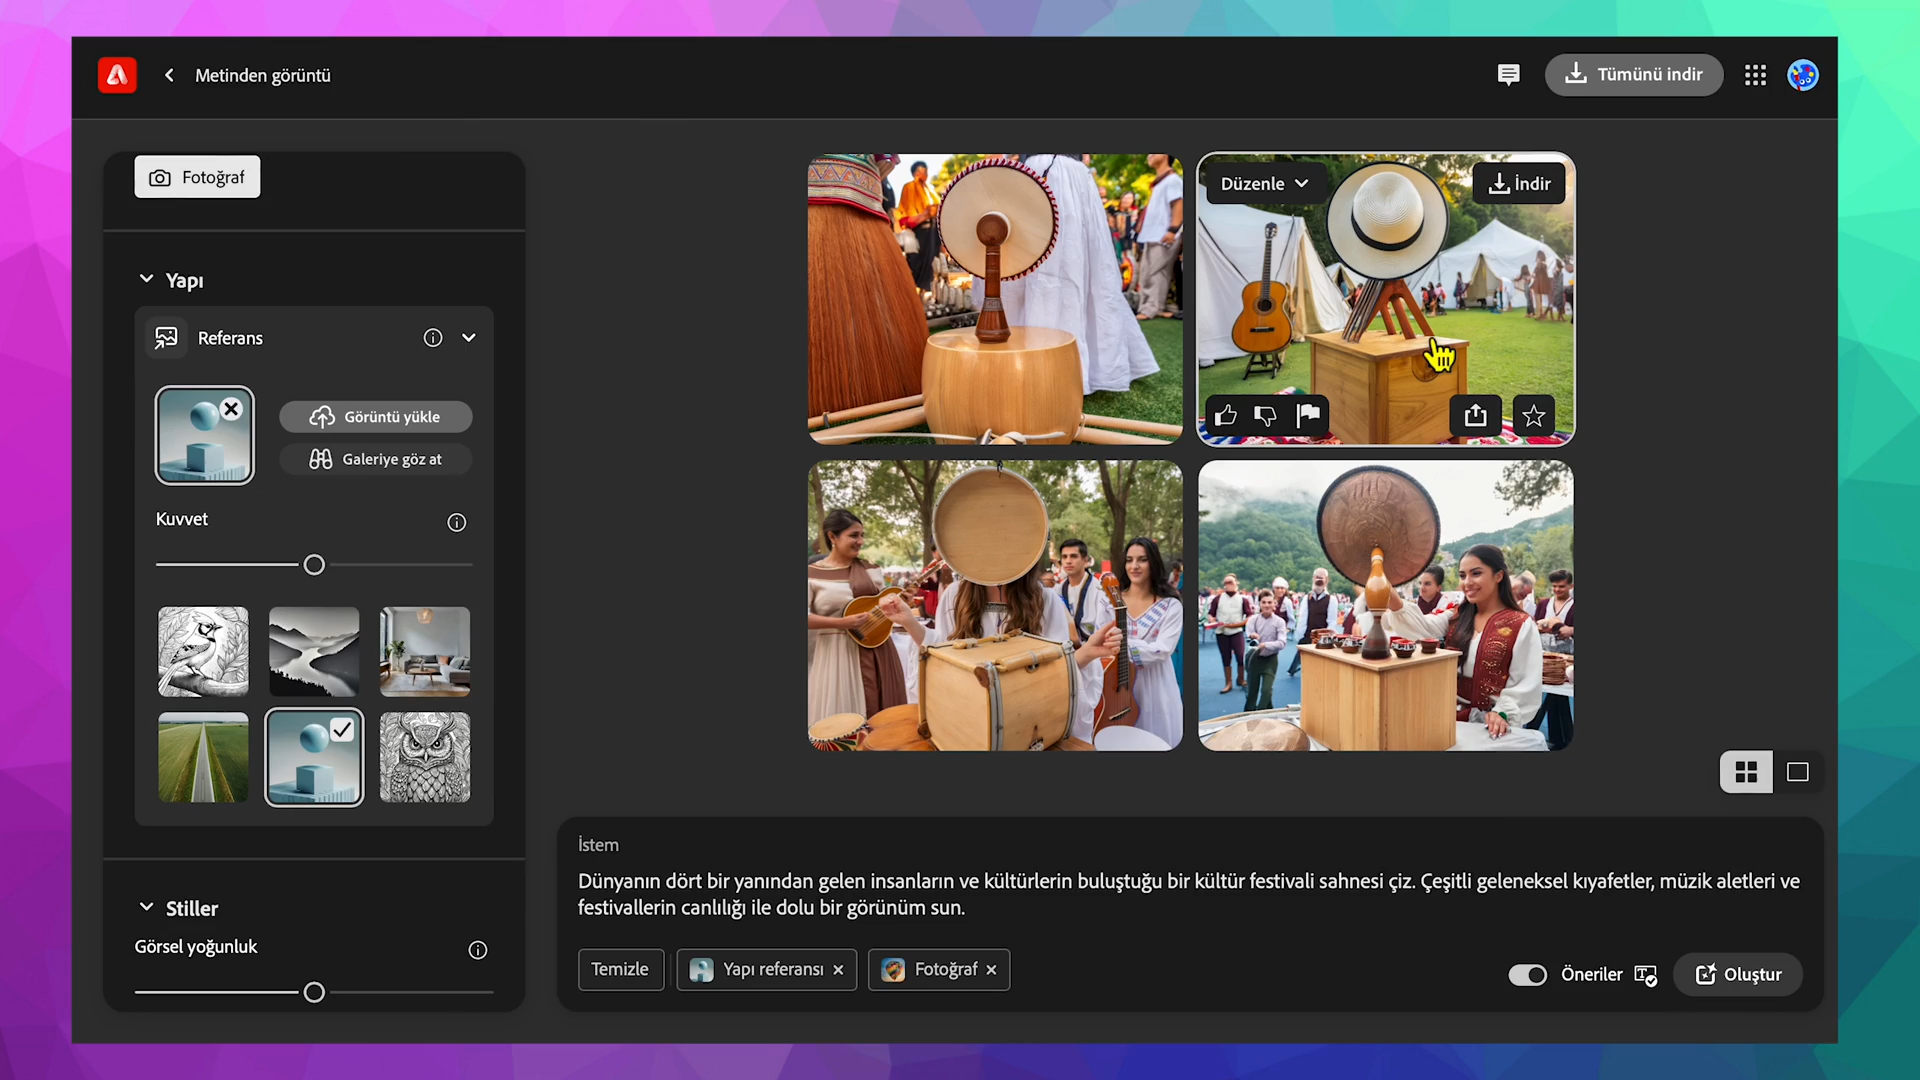 Metinden görüntü
Tümünü indir
Fotoğraf
Yapı
Referans
Görüntü yükle
Galeriye göz at
Kuvvet
Stiller
Görsel yoğunluk
Düzenle
İndir
İstem
Dünyanın dört bir yanından gelen insanların ve kültürlerin buluştuğu bir kültür festivali sahnesi çiz. Çeşitli geleneksel kıyafetler, müzik aletleri ve
festivallerin canlılığı ile dolu bir görünüm sun.
Temizle
Yapı referansı
Fotoğraf
Öneriler
Oluştur